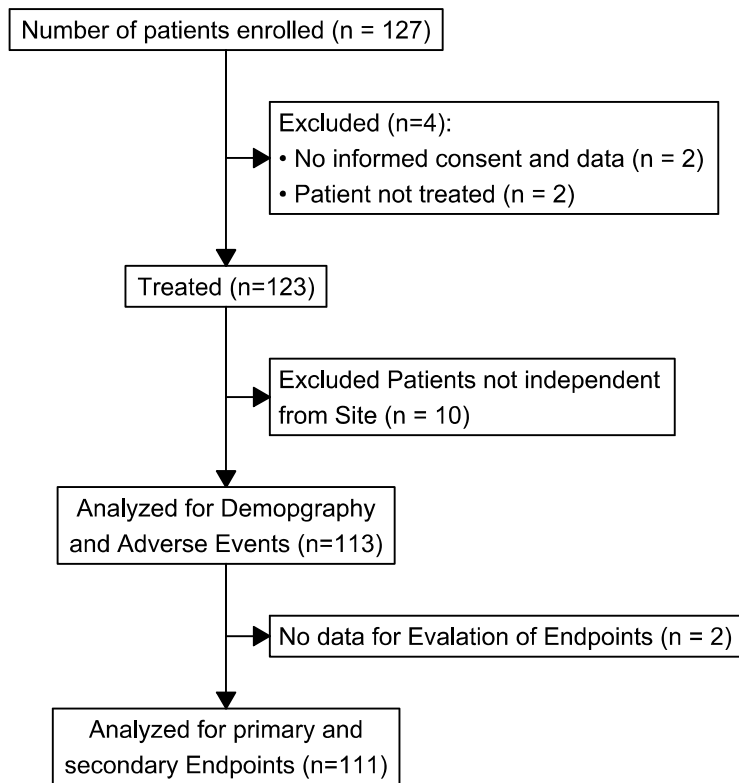 Number of patients enrolled (n = 127)
Excluded (n=4):
• No informed consent and data (n = 2)
• Patient not treated (n = 2)
Treated (n=123)
Excluded Patients not independent
from Site (n = 10)
Analyzed for Demopgraphy
and Adverse Events (n=113)
No data for Evalation of Endpoints (n = 2)
Analyzed for primary and
secondary Endpoints (n=111)